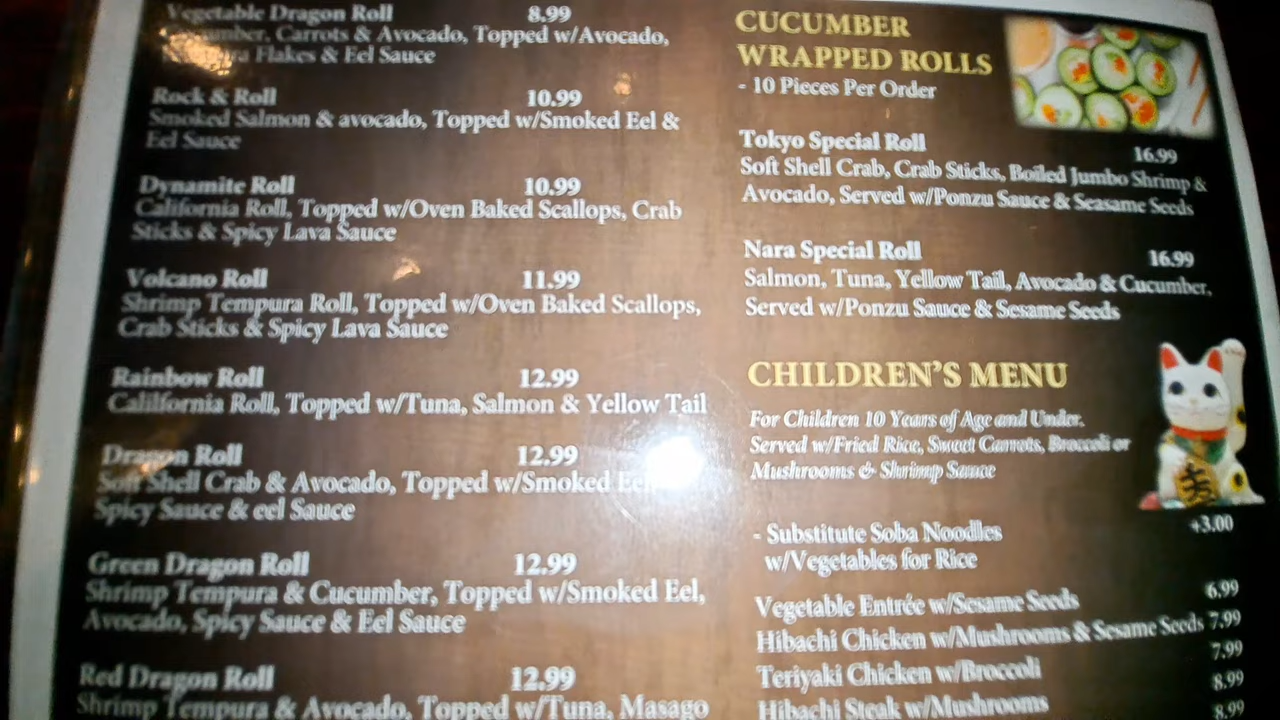 Vegetable Dragon Roll 8.99
Carrots & Avocado, Topped w/Avocado,
Flakes & Eel Sauce
Rock & Roll 10.99
Smoked Salmon & avocado, Topped w/Smoked Eel &
Eel Sauce
Dynamite Roll 10.99
California Roll, Topped w/Oven Baked Scallops, Crab
Sticks & Spicy Lava Sauce
Volcano Roll 11.99
Shrimp Tempura Roll, Topped w/Oven Baked Scallops,
Crab Sticks & Spicy Lava Sauce
Rainbow Roll 12.99
Calilfornia Roll, Topped w/Tuna, Salmon & Yellow Tail
Dragon Roll 12.99
Soft Shell Crab & Avocado, Topped w/Smoked
Spicy Sauce & eel Sauce
Green Dragon Roll 12.99
Shrimp Tempura & Cucumber, Topped w/Smoked Eel,
Avocado, Spicy Sauce & Eel Sauce
Red Dragon Roll 12.99
Shrimp Tempura & Avocado, Topped w/Tuna, Masago
CUCUMBER
WRAPPED ROLLS
- 10 Pieces Per Order
Tokyo Special Roll 16.99
Soft Shell Crab, Crab Sticks, Boiled Jumbo Shrimp &
Avocado, Served w/Ponzu Sauce & Seasame Seeds
Nara Special Roll 16.99
Salmon, Tuna, Yellow Tail, Avocado & Cucumber,
Served w/Ponzu Sauce & Sesame Seeds
CHILDREN'S MENU
For Children 10 Years of Age and Under.
Served w/Fried Rice, Sweet Carrots, Broccoli or
Mushrooms & Shrimp Sauce
- Substitute Soba Noodles +3.00
w/Vegetables for Rice
Vegetable Entrée w/Sesame Seeds 6.99
Hibachi Chicken w/Mushrooms & Sesame Seeds 7.99
Teriyaki Chicken w/Broccoli 7.99
Hibachi Steak w/Mushrooms 8.99
8.99